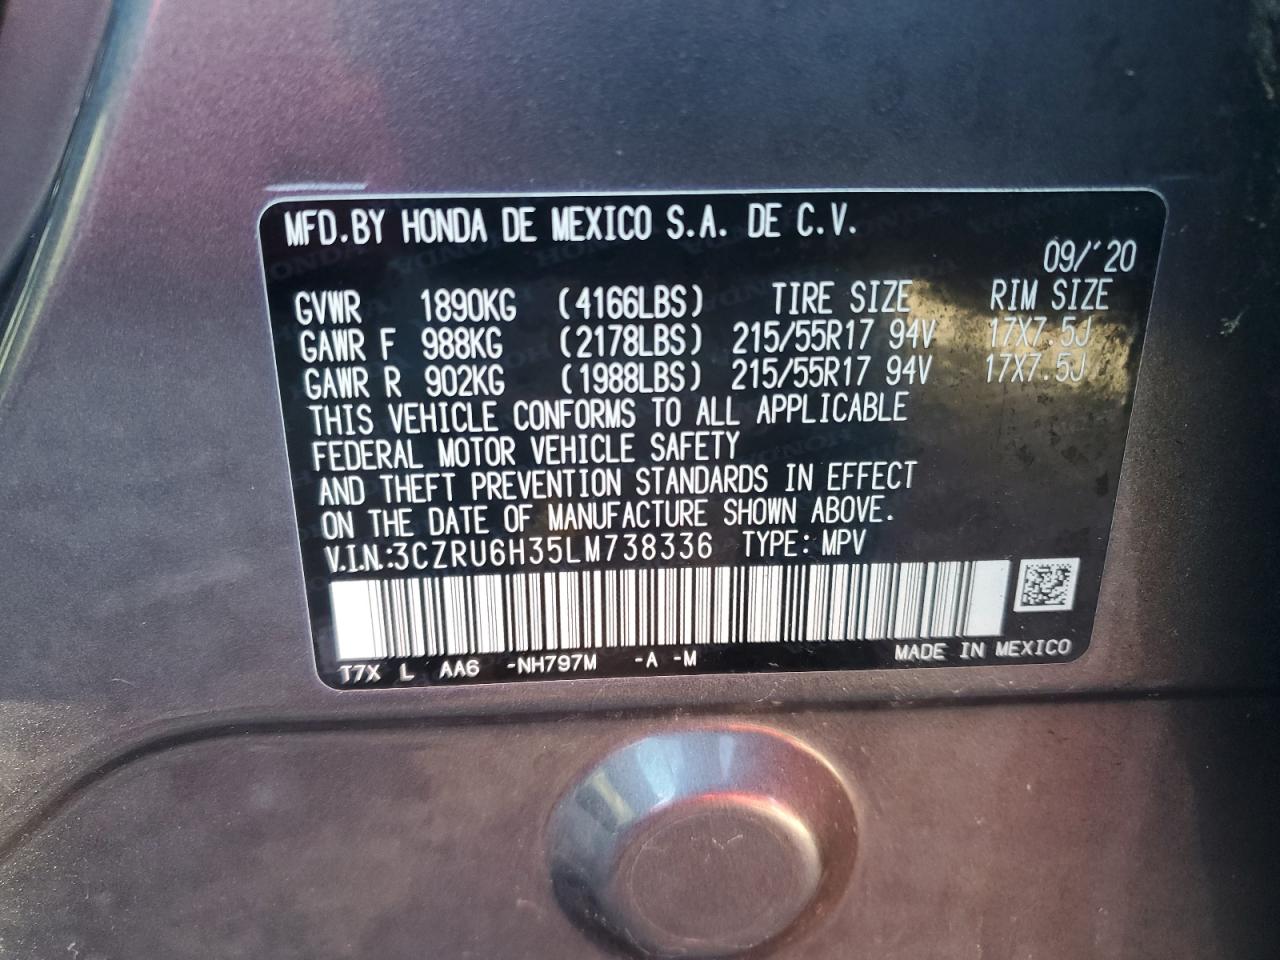 MFD.BY HONDA DE MEXICO S.A. DE C.V.
09/'20
GVWR 1890KG (4166LBS) TIRE SIZE RIM SIZE
GAWR F 988KG (2178LBS) 215/55R17 94V 17X7.5J
GAWR R 902KG (1988LBS) 215/55R17 94V 17X7.5J
THIS VEHICLE CONFORMS TO ALL APPLICABLE
FEDERAL MOTOR VEHICLE SAFETY
AND THEFT PREVENTION STANDARDS IN EFFECT
ON THE DATE OF MANUFACTURE SHOWN ABOVE.
V.I.N.:3CZRU6H35LM738336 TYPE: MPV
T7X L AA6 -NH797M -A -M MADE IN MEXICO